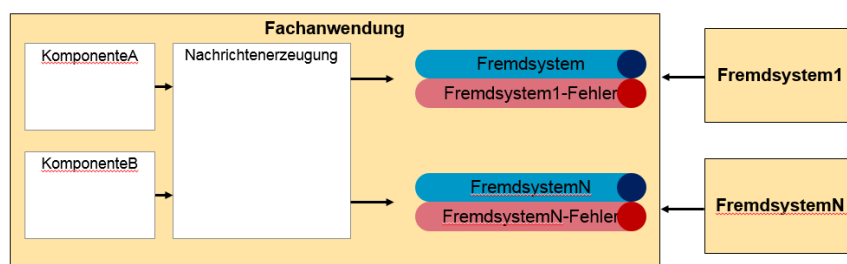 Fachanwendung
KomponenteA
Nachrichtenerzeugung
Fremdsystem
Fremdsystem1-Fehler
Fremdsystem1
KomponenteB
FremdsystemN
FremdsystemN-Fehler
FremdsystemN